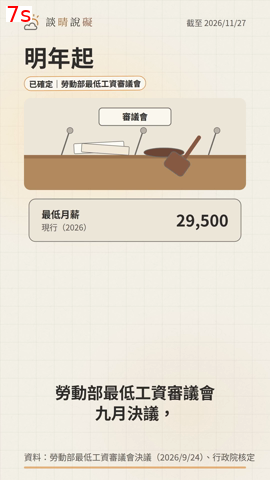 7s
談晴說礙
截至 2026/11/27
明年起
已確定｜勞動部最低工資審議會
審議會
最低月薪
現行（2026）
29,500
勞動部最低工資審議會
九月決議，
資料：勞動部最低工資審議會決議（2026/9/24）、行政院核定